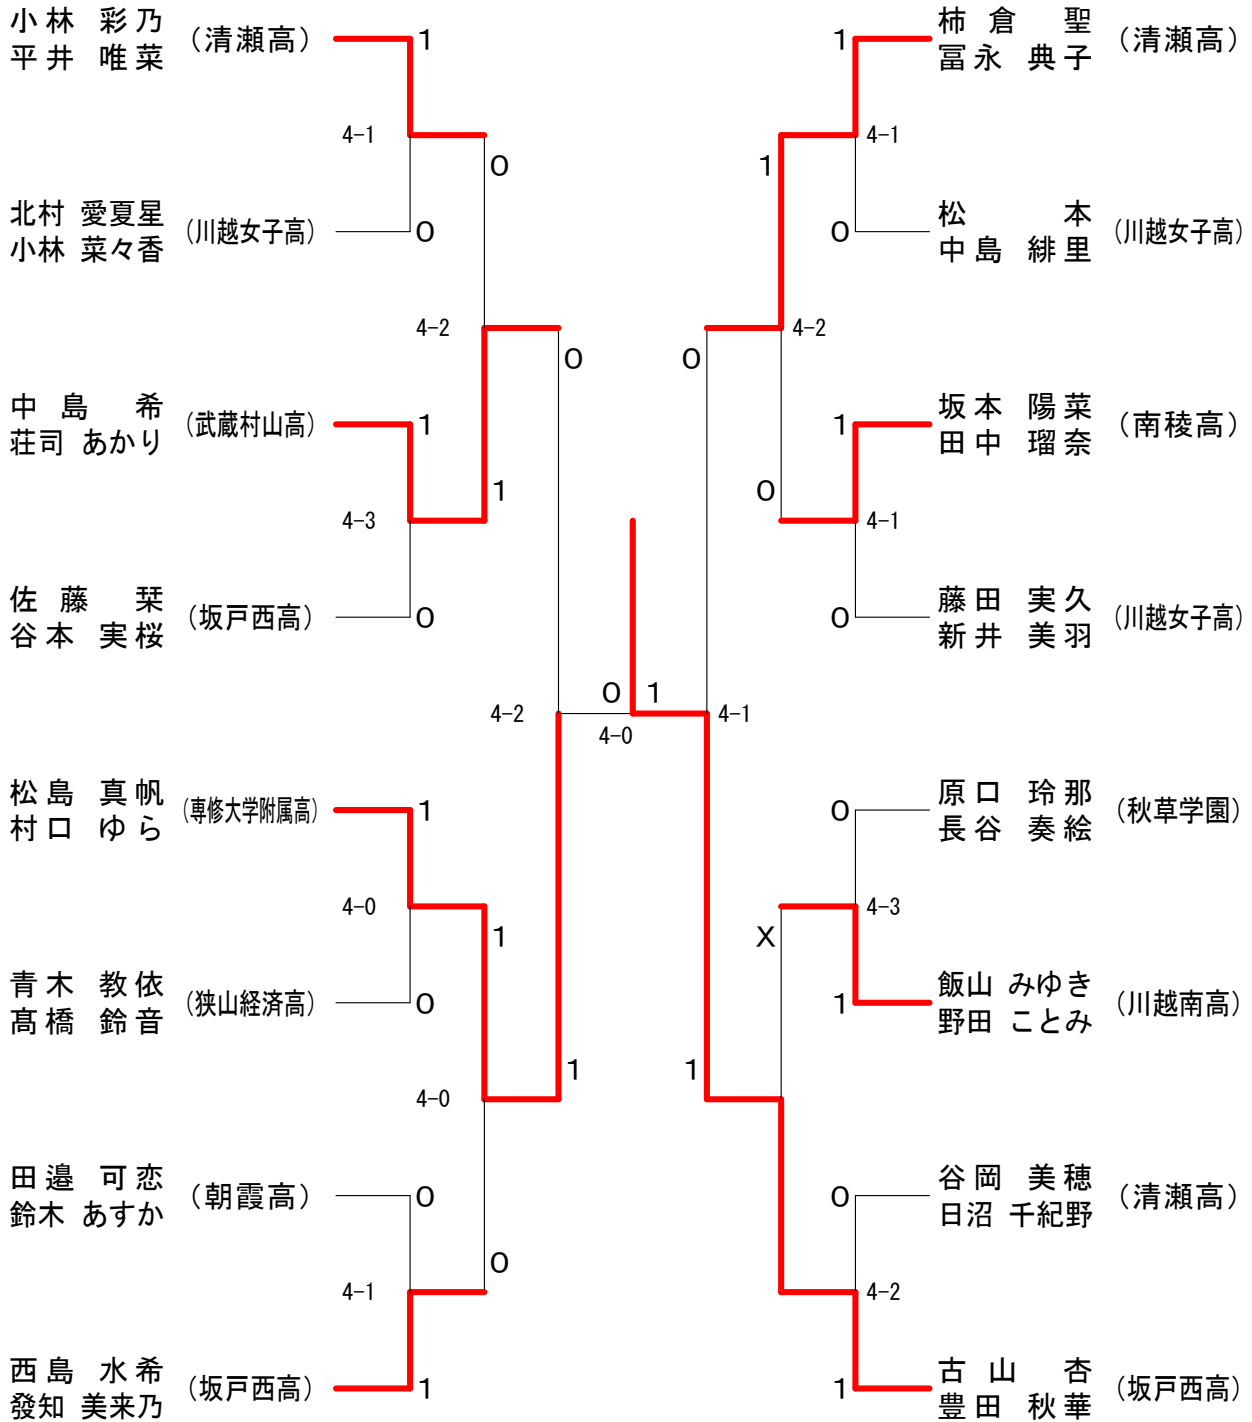 小林 彩乃
平井 唯菜
(清瀬高)
1
4-1
0
北村 愛夏星
小林 菜々香
(川越女子高)
0
4-2
0
中島 希
荘司 あかり
(武蔵村山高)
1
1
4-3
佐藤 栞
谷本 実桜
(坂戸西高)
0
4-2
松島 真帆
村口 ゆら
(専修大学附属高)
1
4-0
1
青木 教依
髙橋 鈴音
(狭山経済高)
0
4-0
1
田邉 可恋
鈴木 あすか
(朝霞高)
0
0
4-1
西島 水希
發知 美来乃
(坂戸西高)
1
0 1
4-0
柿倉 聖
冨永 典子
(清瀬高)
1
4-1
1
松本
中島 緋里
(川越女子高)
0
4-2
0
坂本 陽菜
田中 瑠奈
(南稜高)
1
0
4-1
藤田 実久
新井 美羽
(川越女子高)
0
4-1
原口 玲那
長谷 奏絵
(秋草学園)
0
4-3
X
飯山 みゆき
野田 ことみ
(川越南高)
1
1
谷岡 美穂
日沼 千紀野
(清瀬高)
0
4-2
古山 杏
豊田 秋華
(坂戸西高)
1